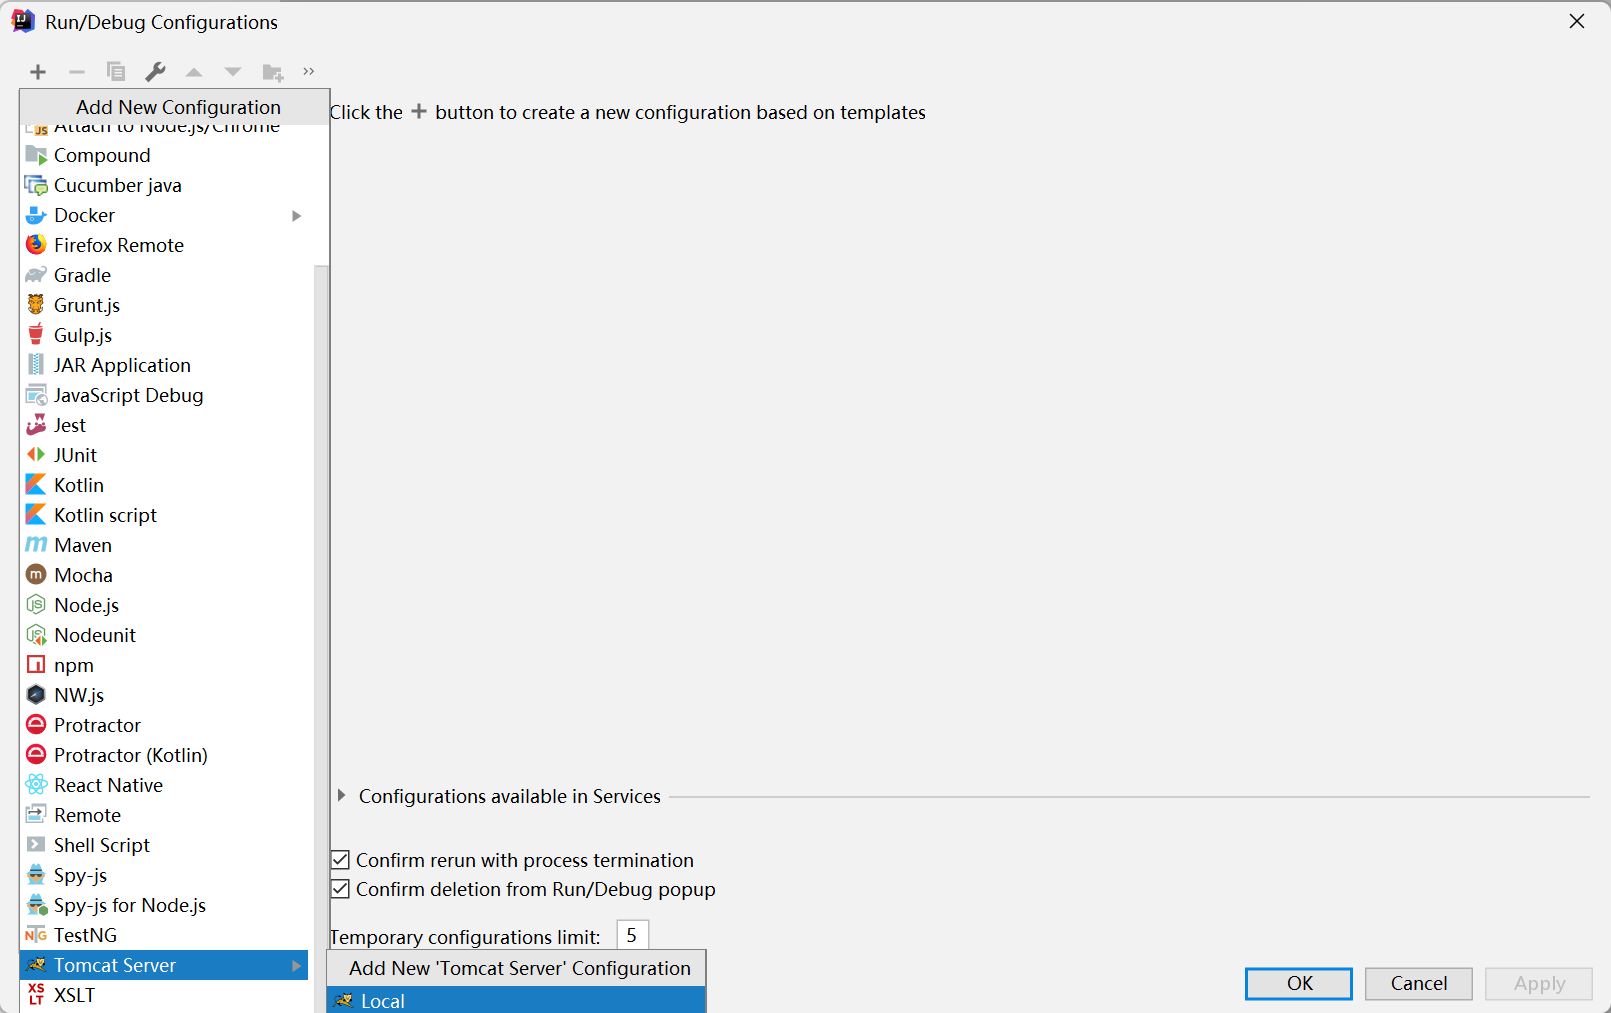 Run/Debug Configurations
Add New Configuration
Click the + button to create a new configuration based on templates
Attach to Node.js/Chrome
Compound
Cucumber java
Docker
Firefox Remote
Gradle
Grunt.js
Gulp.js
JAR Application
JavaScript Debug
Jest
JUnit
Kotlin
Kotlin script
Maven
Mocha
Node.js
Nodeunit
npm
NW.js
Protractor
Protractor (Kotlin)
React Native
Remote
Shell Script
Spy-js
Spy-js for Node.js
TestNG
Tomcat Server
XSLT
Configurations available in Services
Confirm rerun with process termination
Confirm deletion from Run/Debug popup
Temporary configurations limit: 5
Add New 'Tomcat Server' Configuration
Local
OK
Cancel
Apply